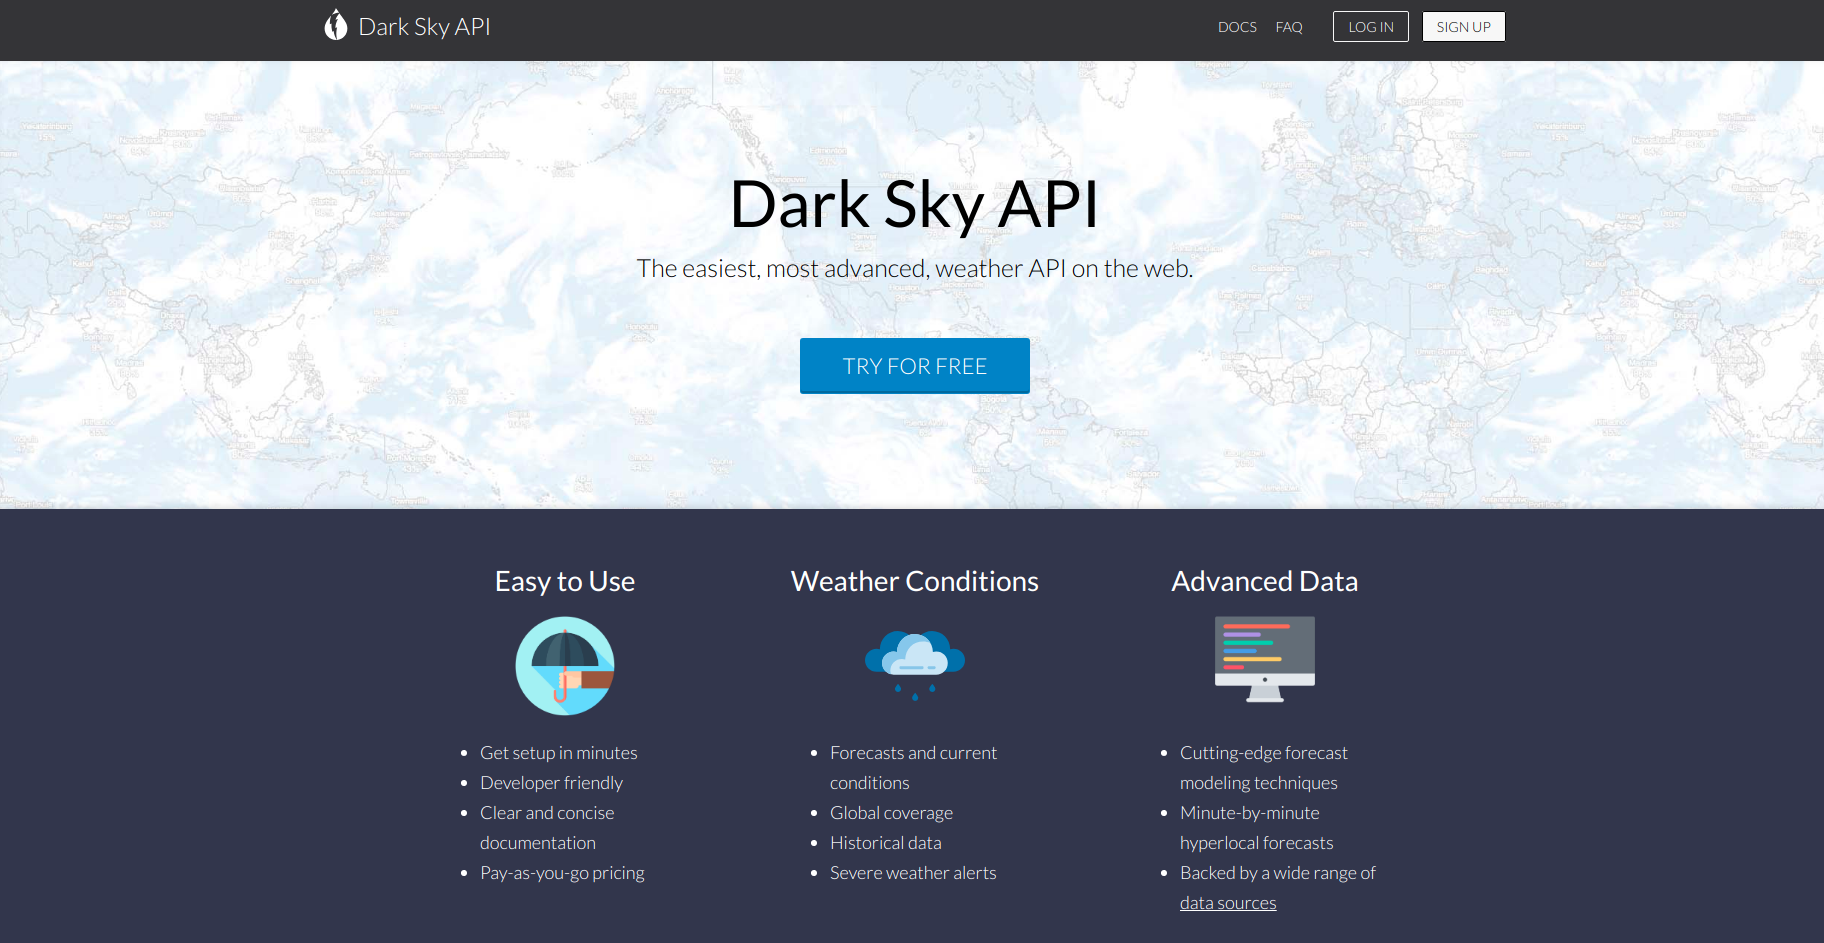 Dark Sky API
DOCS
FAQ
LOG IN
SIGN UP
Dark Sky API
The easiest, most advanced, weather API on the web.
TRY FOR FREE
Easy to Use
Get setup in minutes
Developer friendly
Clear and concise
documentation
Pay-as-you-go pricing
Weather Conditions
Forecasts and current
conditions
Global coverage
Historical data
Severe weather alerts
Advanced Data
Cutting-edge forecast
modeling techniques
Minute-by-minute
hyperlocal forecasts
Backed by a wide range of
data sources